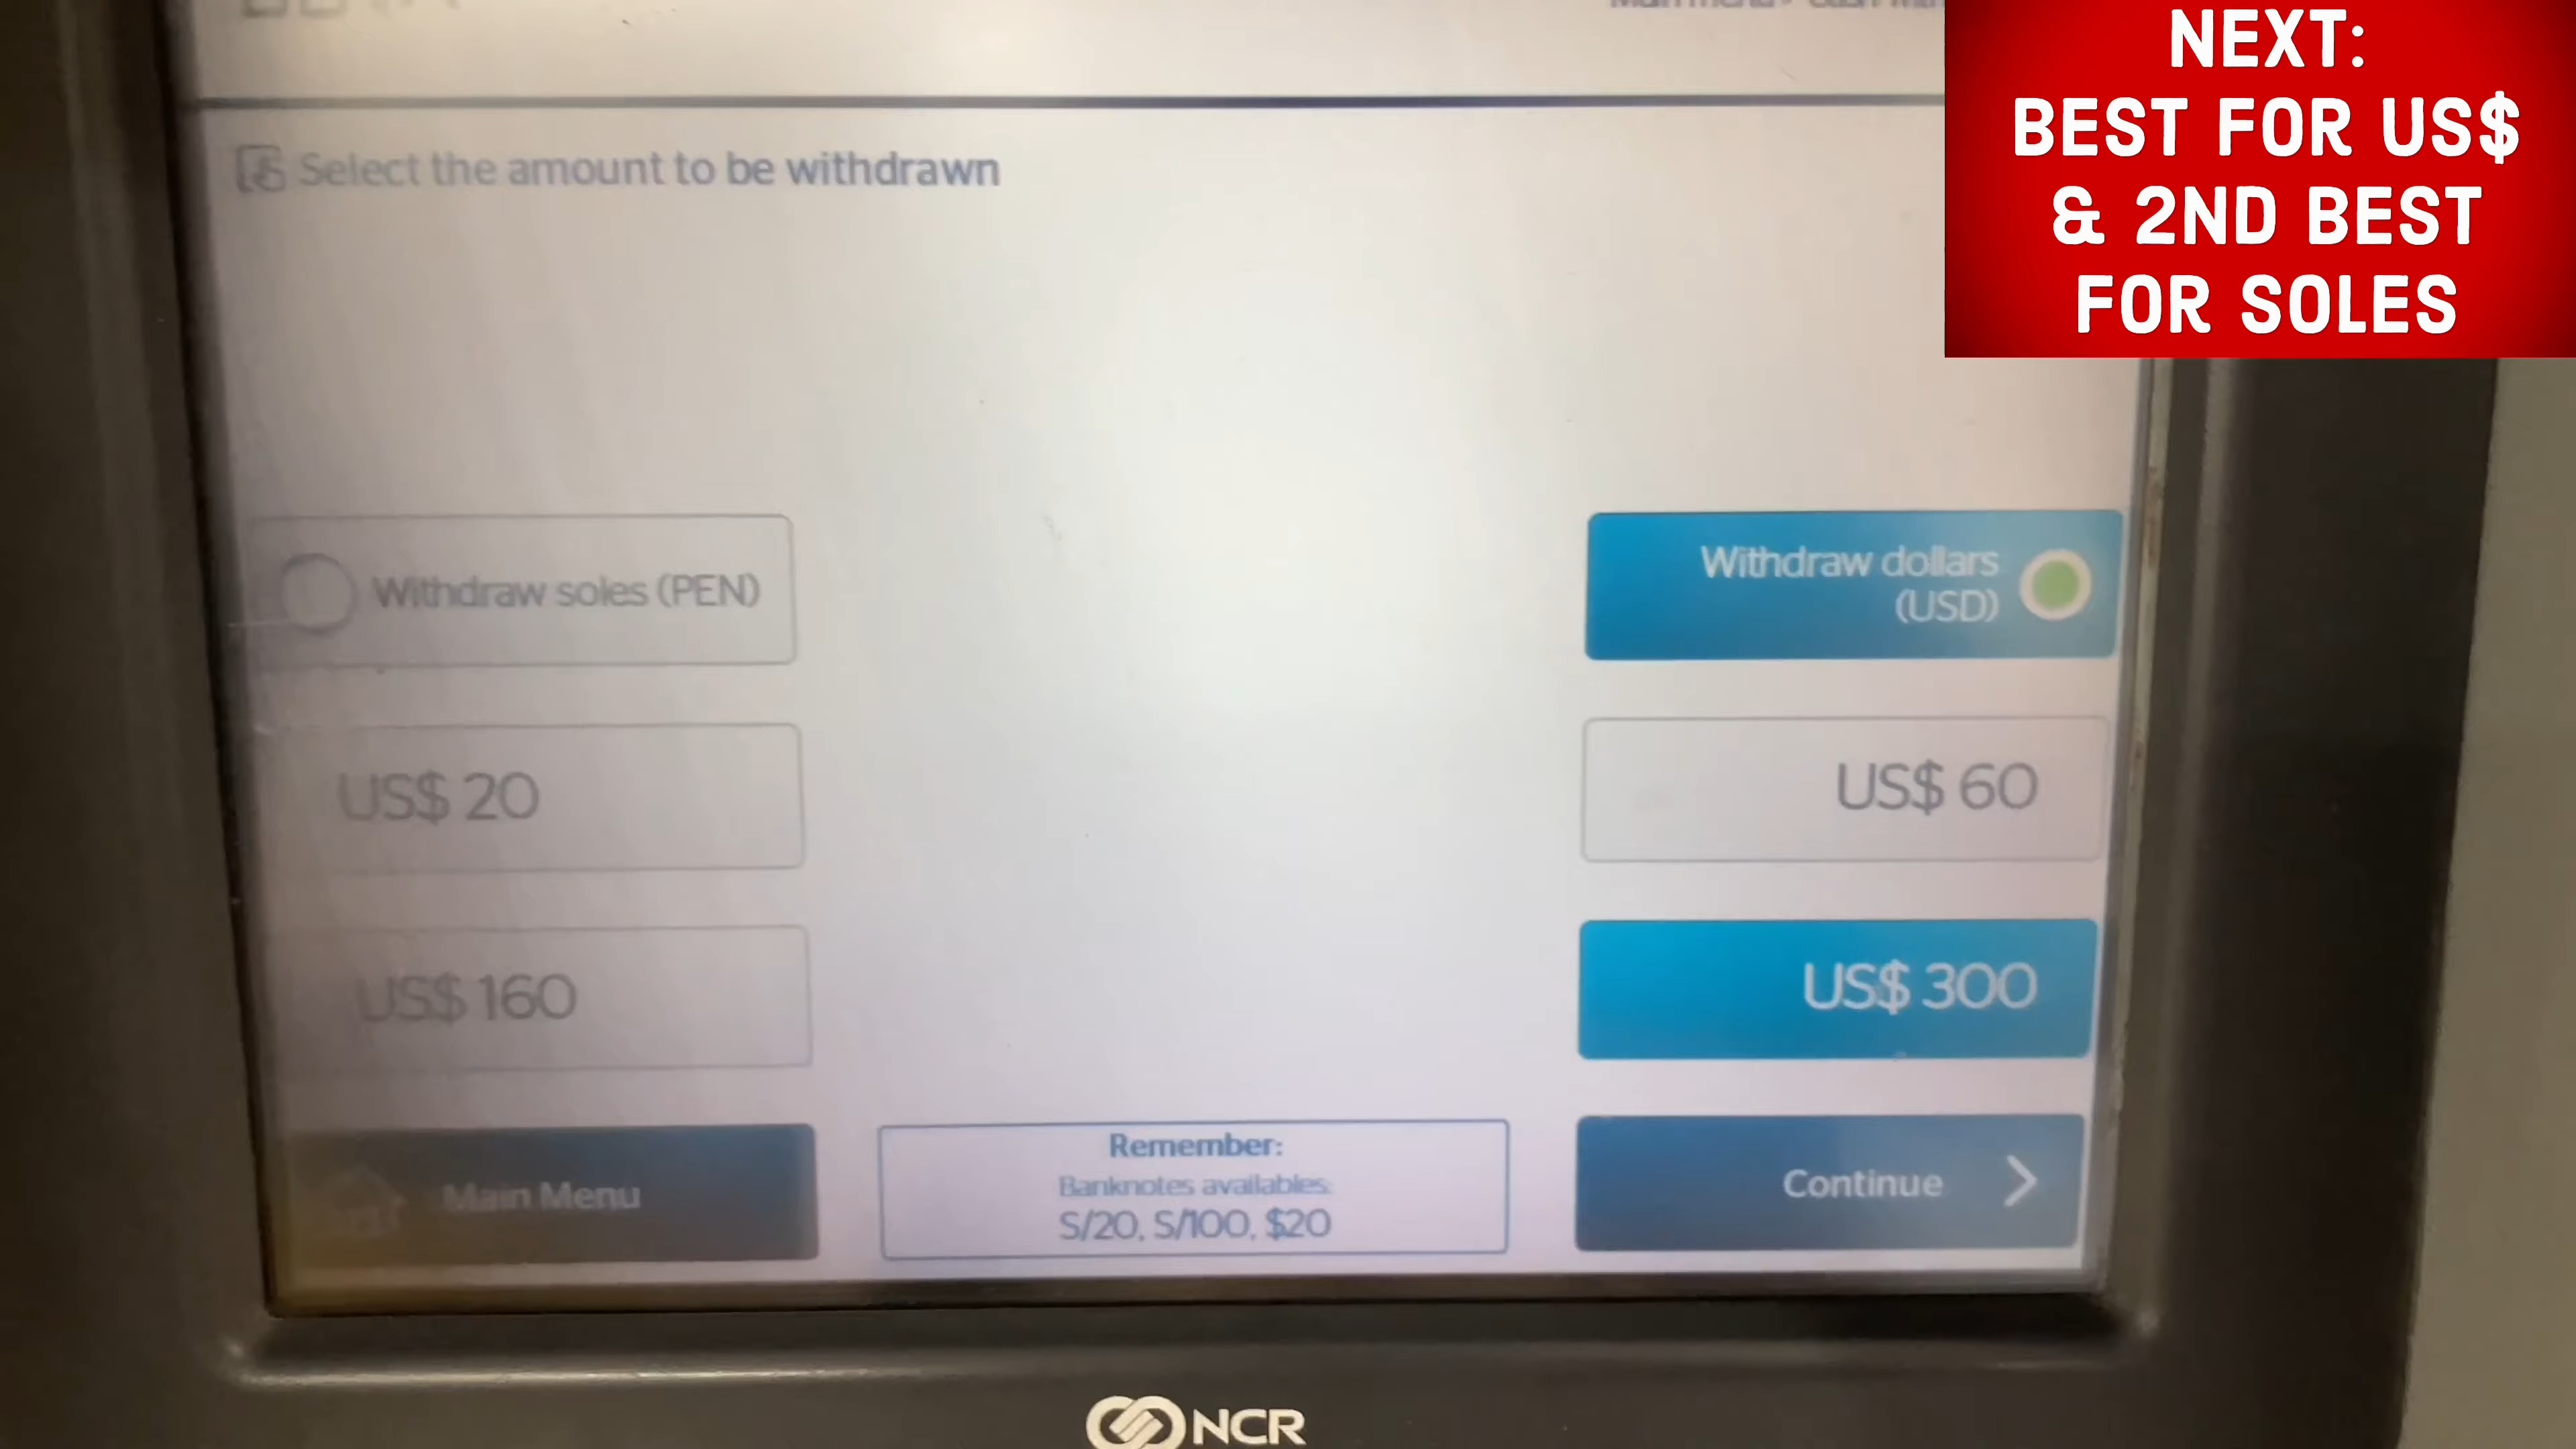 NEXT:
BEST FOR US$
& 2ND BEST
FOR SOLES
Select the amount to be withdrawn
Withdraw soles (PEN)
Withdraw dollars
(USD)
US$ 20
US$ 60
US$ 160
US$ 300
Main Menu
Remember:
Banknotes availables:
S/20, S/100, $20
Continue
NCR